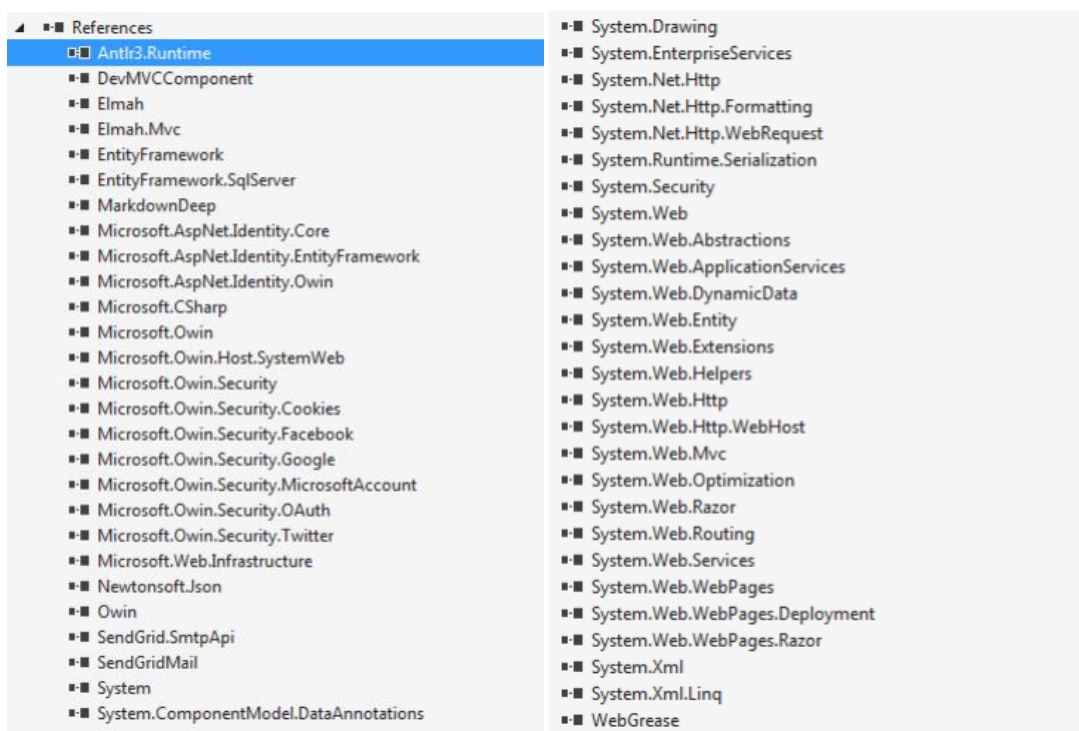 References
Antlr3.Runtime
DevMVCComponent
Elmah
Elmah.Mvc
EntityFramework
EntityFramework.SqlServer
MarkdownDeep
Microsoft.AspNet.Identity.Core
Microsoft.AspNet.Identity.EntityFramework
Microsoft.AspNet.Identity.Owin
Microsoft.CSharp
Microsoft.Owin
Microsoft.Owin.Host.SystemWeb
Microsoft.Owin.Security
Microsoft.Owin.Security.Cookies
Microsoft.Owin.Security.Facebook
Microsoft.Owin.Security.Google
Microsoft.Owin.Security.MicrosoftAccount
Microsoft.Owin.Security.OAuth
Microsoft.Owin.Security.Twitter
Microsoft.Web.Infrastructure
Newtonsoft.Json
Owin
SendGrid.SmtpApi
SendGridMail
System
System.ComponentModel.DataAnnotations
System.Drawing
System.EnterpriseServices
System.Net.Http
System.Net.Http.Formatting
System.Net.Http.WebRequest
System.Runtime.Serialization
System.Security
System.Web
System.Web.Abstractions
System.Web.ApplicationServices
System.Web.DynamicData
System.Web.Entity
System.Web.Extensions
System.Web.Helpers
System.Web.Http
System.Web.Http.WebHost
System.Web.Mvc
System.Web.Optimization
System.Web.Razor
System.Web.Routing
System.Web.Services
System.Web.WebPages
System.Web.WebPages.Deployment
System.Web.WebPages.Razor
System.Xml
System.Xml.Linq
WebGrease